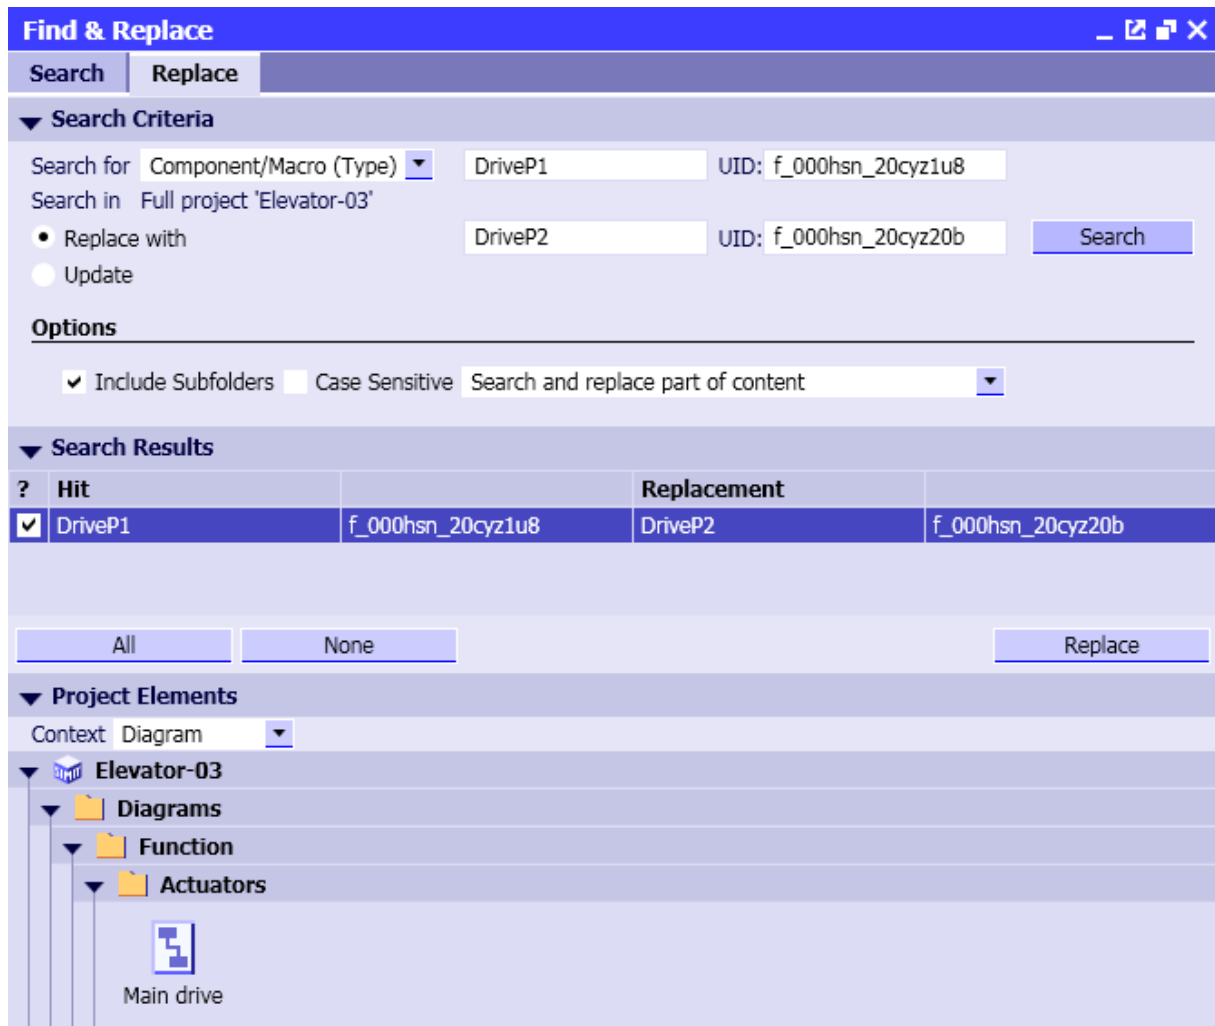 Find & Replace
Search Replace
Search Criteria
Search for Component/Macro (Type) DriveP1 UID: f_000hsn_20cyz1u8
Search in Full project 'Elevator-03'
Replace with DriveP2 UID: f_000hsn_20cyz20b Search
Update
Options
Include Subfolders Case Sensitive Search and replace part of content
Search Results
? Hit Replacement
DriveP1 f_000hsn_20cyz1u8 DriveP2 f_000hsn_20cyz20b
All None Replace
Project Elements
Context Diagram
Elevator-03
Diagrams
Function
Actuators
Main drive